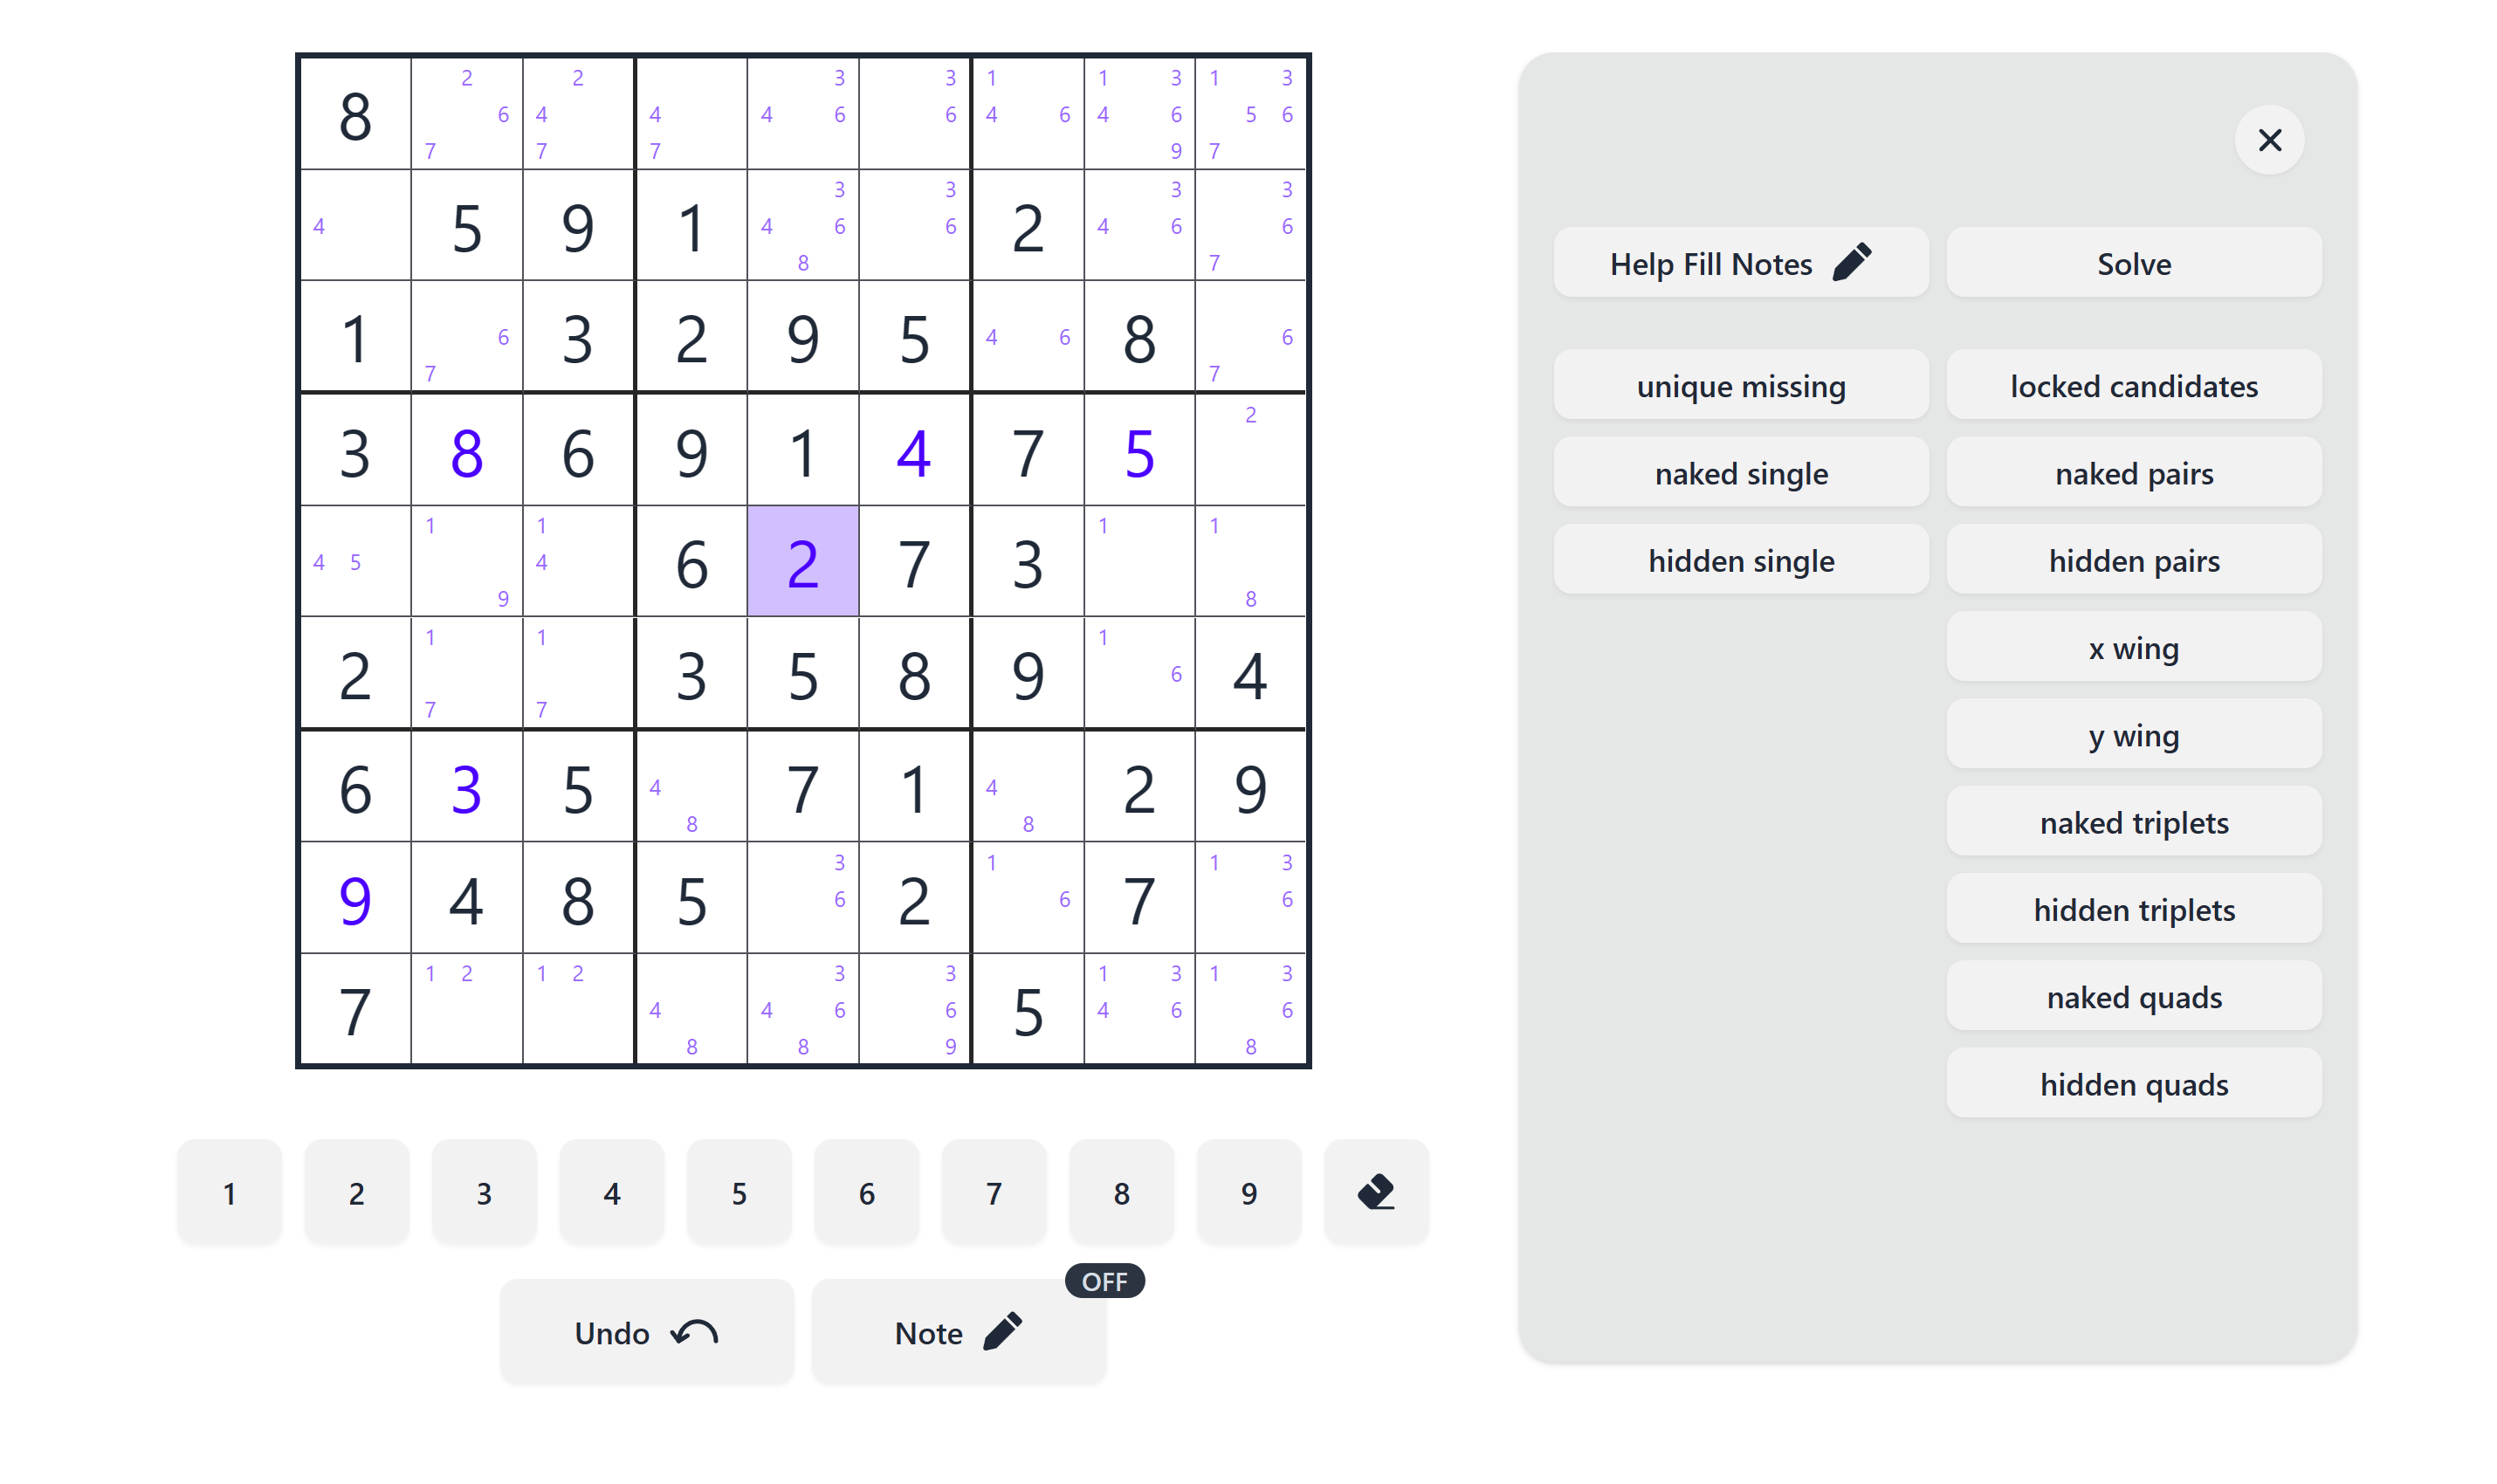 2 2 3 3 1 1 3 1 3
8 6 4 4 4 6 6 4 6 4 6 5 6
7 7 7 9 7
3 3 3 3
4 5 9 1 4 6 6 2 4 6 6
8 7
1 6 3 2 9 5 4 6 8 6
7 7
2
3 8 6 9 1 4 7 5
1 1 1 1
4 5 4 6 2 7 3
9 8
1 1 1
2 3 5 8 9 6 4
7 7
6 3 5 4 7 1 4 2 9
8 8
3 1 1 3
9 4 8 5 6 2 6 7 6
1 2 1 2 3 3 1 3 1 3
7 4 4 6 6 5 4 6 6
8 8 9 8
1 2 3 4 5 6 7 8 9
OFF
Undo Note
Help Fill Notes Solve
unique missing locked candidates
naked single naked pairs
hidden single hidden pairs
x wing
y wing
naked triplets
hidden triplets
naked quads
hidden quads